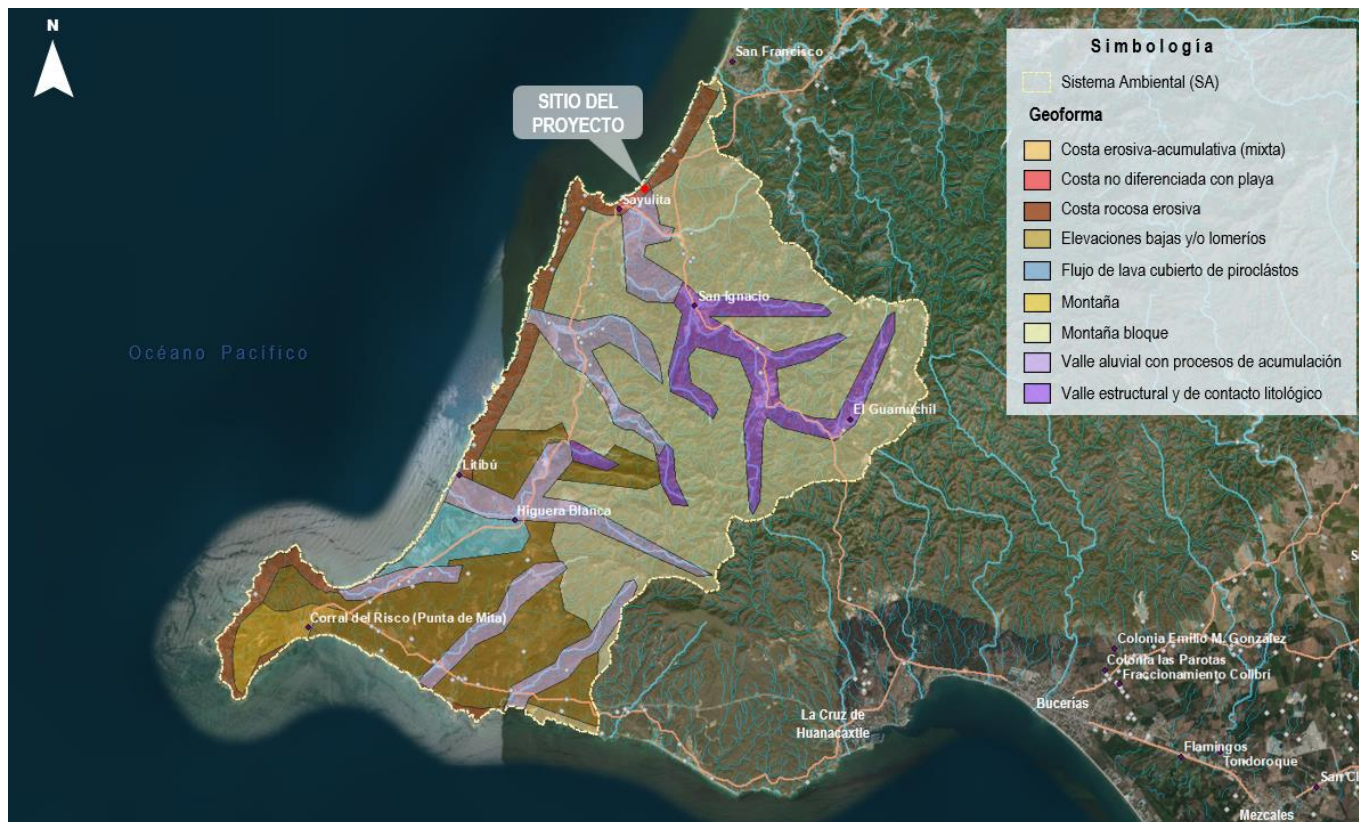 N
San Francisco
SITIO DEL
PROYECTO
Sayulita
San Ignacio
Océano Pacífico
El Guamúchil
Litibú
Higuera Blanca
Corral del Risco (Punta de Mita)
Colonia Emilio M. González
Colonia las Parotas
Fraccionamiento Colibrí
Bucerías
La Cruz de
Huanacaxtle
Flamingos
Tondoroque
Mezcales
Simbología
Sistema Ambiental (SA)
Geoforma
Costa erosiva-acumulativa (mixta)
Costa no diferenciada con playa
Costa rocosa erosiva
Elevaciones bajas y/o lomeríos
Flujo de lava cubierto de piroclástos
Montaña
Montaña bloque
Valle aluvial con procesos de acumulación
Valle estructural y de contacto litológico